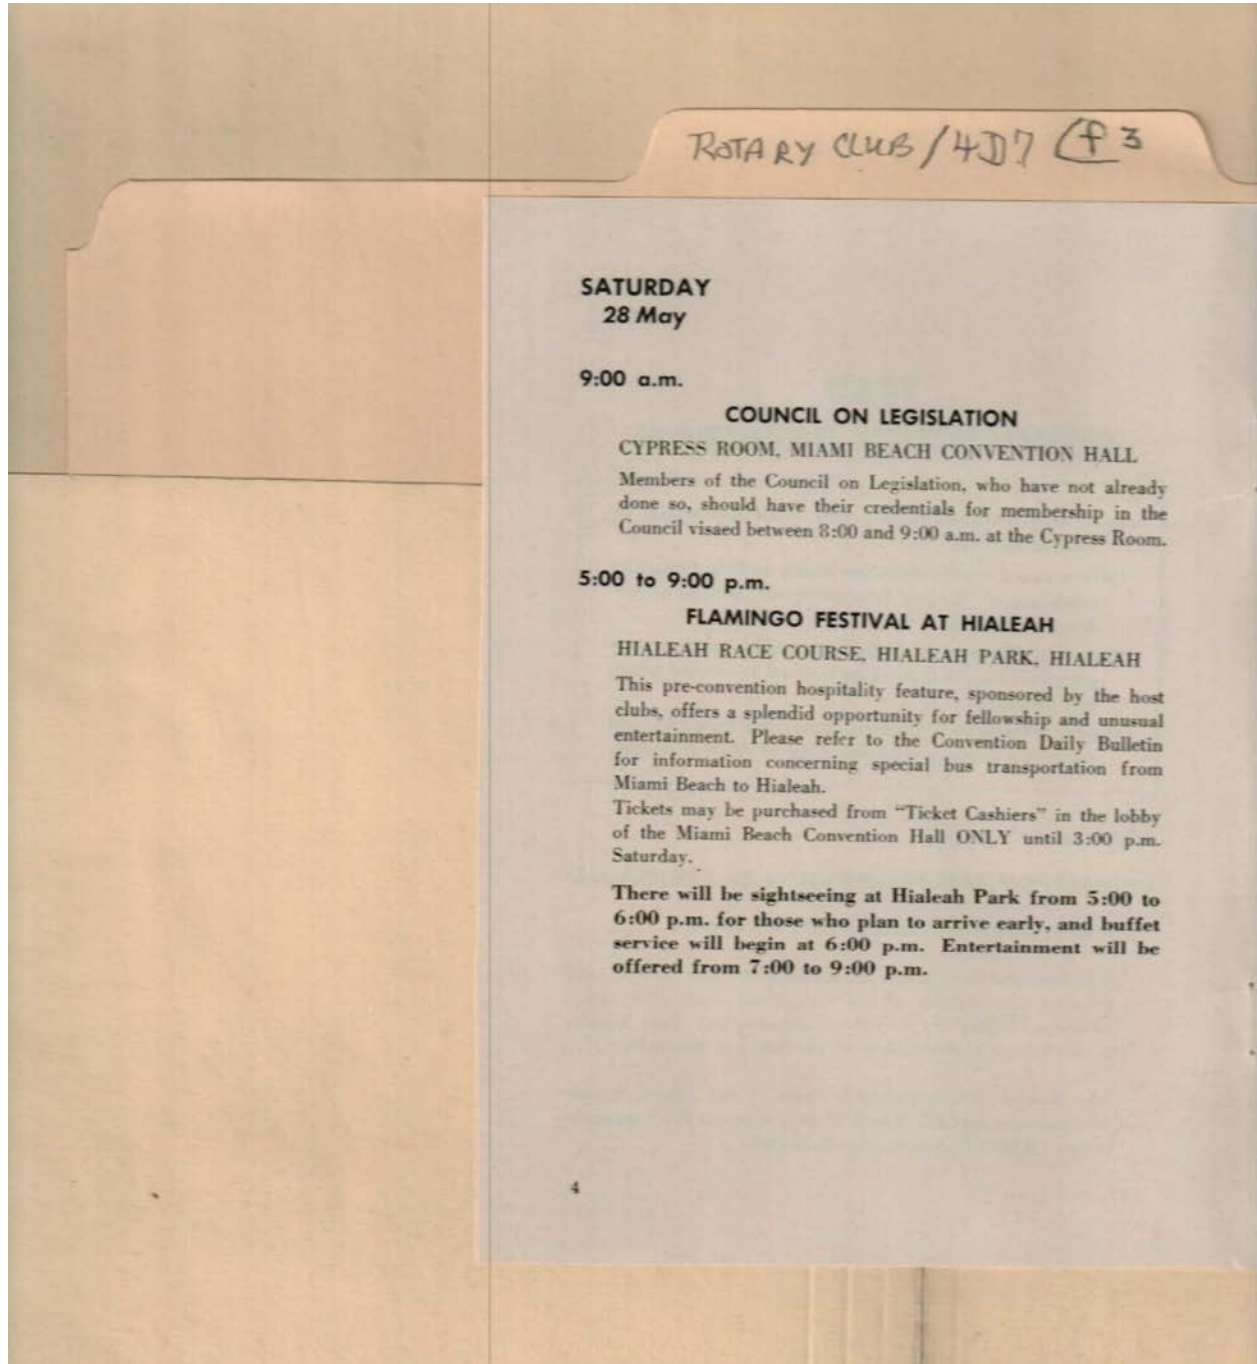 ROTARY CLUB/4D7 f 3
SATURDAY
28 May
9:00 a.m.
COUNCIL ON LEGISLATION
CYPRESS ROOM, MIAMI BEACH CONVENTION HALL
Members of the Council on Legislation, who have not already
done so, should have their credentials for membership in the
Council visaed between 8:00 and 9:00 a.m. at the Cypress Room.
5:00 to 9:00 p.m.
FLAMINGO FESTIVAL AT HIALEAH
HIALEAH RACE COURSE, HIALEAH PARK, HIALEAH
This pre-convention hospitality feature, sponsored by the host
clubs, offers a splendid opportunity for fellowship and unusual
entertainment. Please refer to the Convention Daily Bulletin
for information concerning special bus transportation from
Miami Beach to Hialeah.
Tickets may be purchased from “Ticket Cashiers” in the lobby
of the Miami Beach Convention Hall ONLY until 3:00 p.m.
Saturday.
There will be sightseeing at Hialeah Park from 5:00 to
6:00 p.m. for those who plan to arrive early, and buffet
service will begin at 6:00 p.m. Entertainment will be
offered from 7:00 to 9:00 p.m.
4